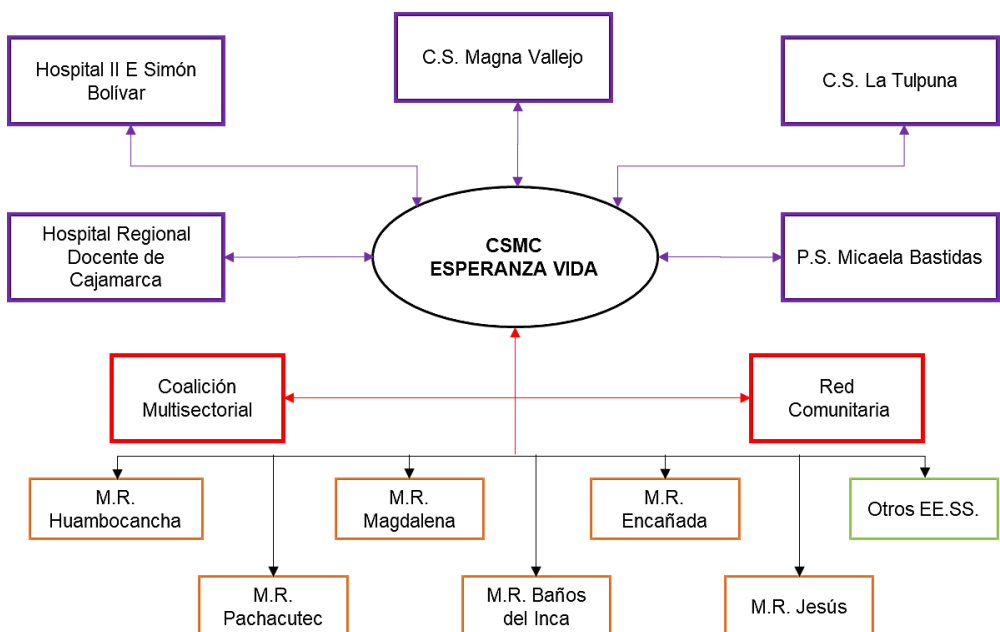 Hospital II E Simón
Bolívar
C.S. Magna Vallejo
C.S. La Tulpuna
Hospital Regional
Docente de
Cajamarca
CSMC
ESPERANZA VIDA
P.S. Micaela Bastidas
Coalición
Multisectorial
Red
Comunitaria
M.R.
Huambocancha
M.R.
Magdalena
M.R.
Encañada
Otros EE.SS.
M.R.
Pachacutec
M.R. Baños
del Inca
M.R. Jesús